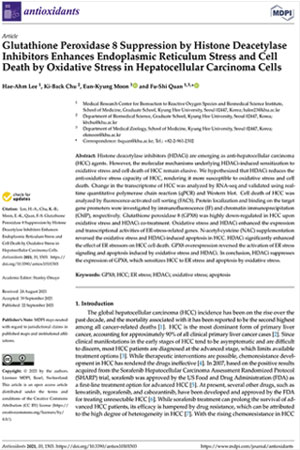 antioxidants
MDPI
Article
Glutathione Peroxidase 8 Suppression by Histone Deacetylase
Inhibitors Enhances Endoplasmic Reticulum Stress and Cell
Death by Oxidative Stress in Hepatocellular Carcinoma Cells
Hae-Ahm Lee 1, Ki-Back Chu 2, Eun-Kyung Moon 3 and Fu-Shi Quan 1,3,*
1 Medical Research Center for Bioreaction to Reactive Oxygen Species and Biomedical Science Institute,
School of Medicine, Graduate School, Kyung Hee University, Seoul 02447, Korea;
2 Department of Biomedical Science, Graduate School, Kyung Hee University, Seoul 02447, Korea;
3 Department of Medical Zoology, School of Medicine, Kyung Hee University, Seoul 02447, Korea;
* Correspondence:
Abstract: Histone deacetylase inhibitors (HDACi) are emerging as anti-hepatocellular carcinoma
(HCC) agents. However, the molecular mechanisms underlying HDACi-induced sensitization to
oxidative stress and cell death of HCC remain elusive. We hypothesized that HDACi reduces the
anti-oxidative stress capacity of HCC, rendering it more susceptible to oxidative stress and cell
death. Change in the transcriptome of HCC was analyzed by RNA-seq and validated using real-
time quantitative polymerase chain reaction (qPCR) and Western blot. Cell death of HCC was
analyzed by fluorescence-activated cell sorting (FACS). Protein localization and binding on the target
gene promoters were investigated by immunofluorescence (IF) and chromatin immunoprecipitation
(ChIP), respectively. Glutathione peroxidase 8 (GPX8) was highly down-regulated in HCC upon
oxidative stress and HDACi co-treatment. Oxidative stress and HDACi enhanced the expression
and transcriptional activities of ER-stress-related genes. N-acetylcysteine (NAC) supplementation
reversed the oxidative stress and HDACi-induced apoptosis in HCC. HDACi significantly enhanced
the effect of ER stressors on HCC cell death. GPX8 overexpression reversed the activation of ER stress
signaling and apoptosis induced by oxidative stress and HDACi. In conclusion, HDACi suppresses
the expression of GPX8, which sensitizes HCC to ER stress and apoptosis by oxidative stress.
Keywords: GPX8; HCC; ER stress; HDACi; oxidative stress; apoptosis
check for
updates
Citation: Lee, H.-A.; Chu, K.-B.;
Moon, E.-K.; Quan, F.-S. Glutathione
Peroxidase 8 Suppression by Histone
Deacetylase Inhibitors Enhances
Endoplasmic Reticulum Stress and
Cell Death by Oxidative Stress in
Hepatocellular Carcinoma Cells.
Antioxidants 2021, 10,
Academic Editor: Stanley Omaye
Received: 26 August 2021
Accepted: 19 September 2021
Published: 22 September 2021
Publisher's Note: MDPI stays neutral
with regard to jurisdictional claims in
published maps and institutional affil-
iations.
Copyright: © 2021 by the authors.
Licensee MDPI, Basel, Switzerland.
This article is an open access article
distributed under the terms and
conditions of the Creative Commons
Attribution (CC BY) license
1. Introduction
The global hepatocellular carcinoma (HCC) incidence has been on the rise over the
past decade, and the mortality associated with it has been reported to be the second highest
among all cancer-related deaths [1]. HCC is the most dominant form of primary liver
cancer, accounting for approximately 90% of all clinical primary liver cancer cases [2]. Since
clinical manifestations in the early stages of HCC tend to be asymptomatic and are difficult
to discern, most HCC patients are diagnosed at the advanced stage, which limits available
treatment options [3]. While therapeutic interventions are possible, chemoresistance devel-
opment in HCC has rendered the drugs ineffective [4]. In 2007, based on the positive results
acquired from the Sorafenib Hepatocellular Carcinoma Assessment Randomized Protocol
(SHARP) trial, sorafenib was approved by the US Food and Drug Administration (FDA) as
a first-line treatment option for advanced HCC [5]. At present, several other drugs, such as
lenvatinib, regorafenib, and cabozantinib, have been developed and approved by the FDA
for treating unresectable HCC [6]. While sorafenib treatment can prolong the survival of ad-
vanced HCC patients, its efficacy is hampered by drug resistance, which can be attributed
to the high degree of heterogeneity in HCC [7]. With the rising chemoresistance in HCC
Antioxidants 2021, 10,
https://www.mdpi.com/journal/antioxidants